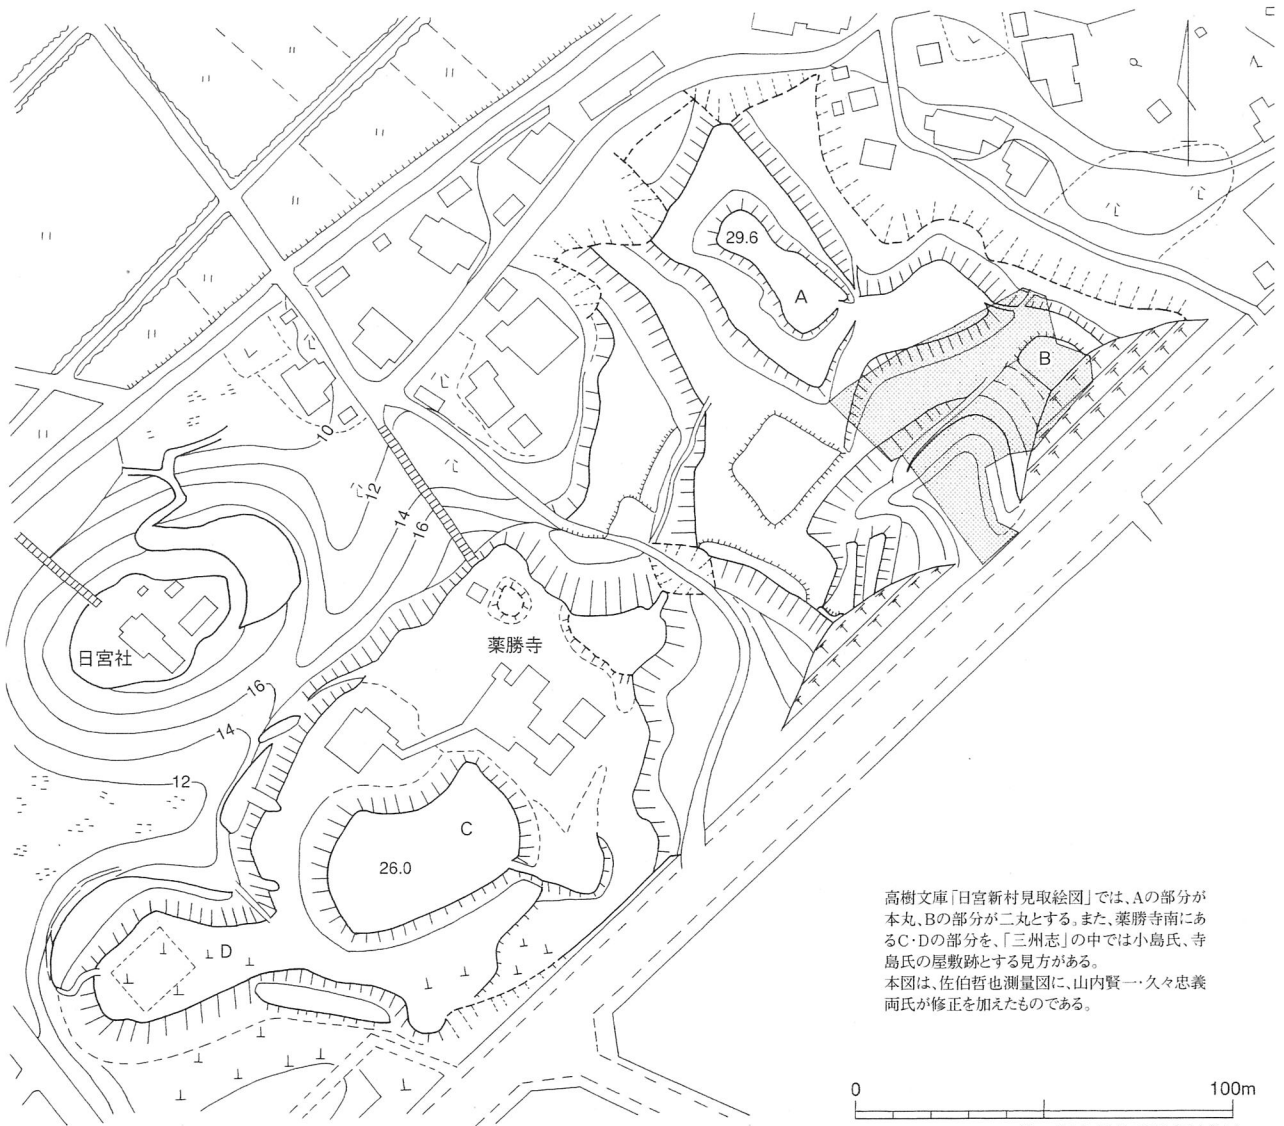 29.6
A
B
10
12
14
16
薬勝寺
日宮社
16
14
12
C
26.0
D
高樹文庫「日宮新村見取絵図」では、Aの部分が
本丸、Bの部分が二丸とする。また、薬勝寺南にあ
るC・Dの部分を、「三州志」の中では小島氏、寺
島氏の屋敷跡とする見方がある。
本図は、佐伯哲也測量図に、山内賢一・久々忠義
両氏が修正を加えたものである。
0 100m